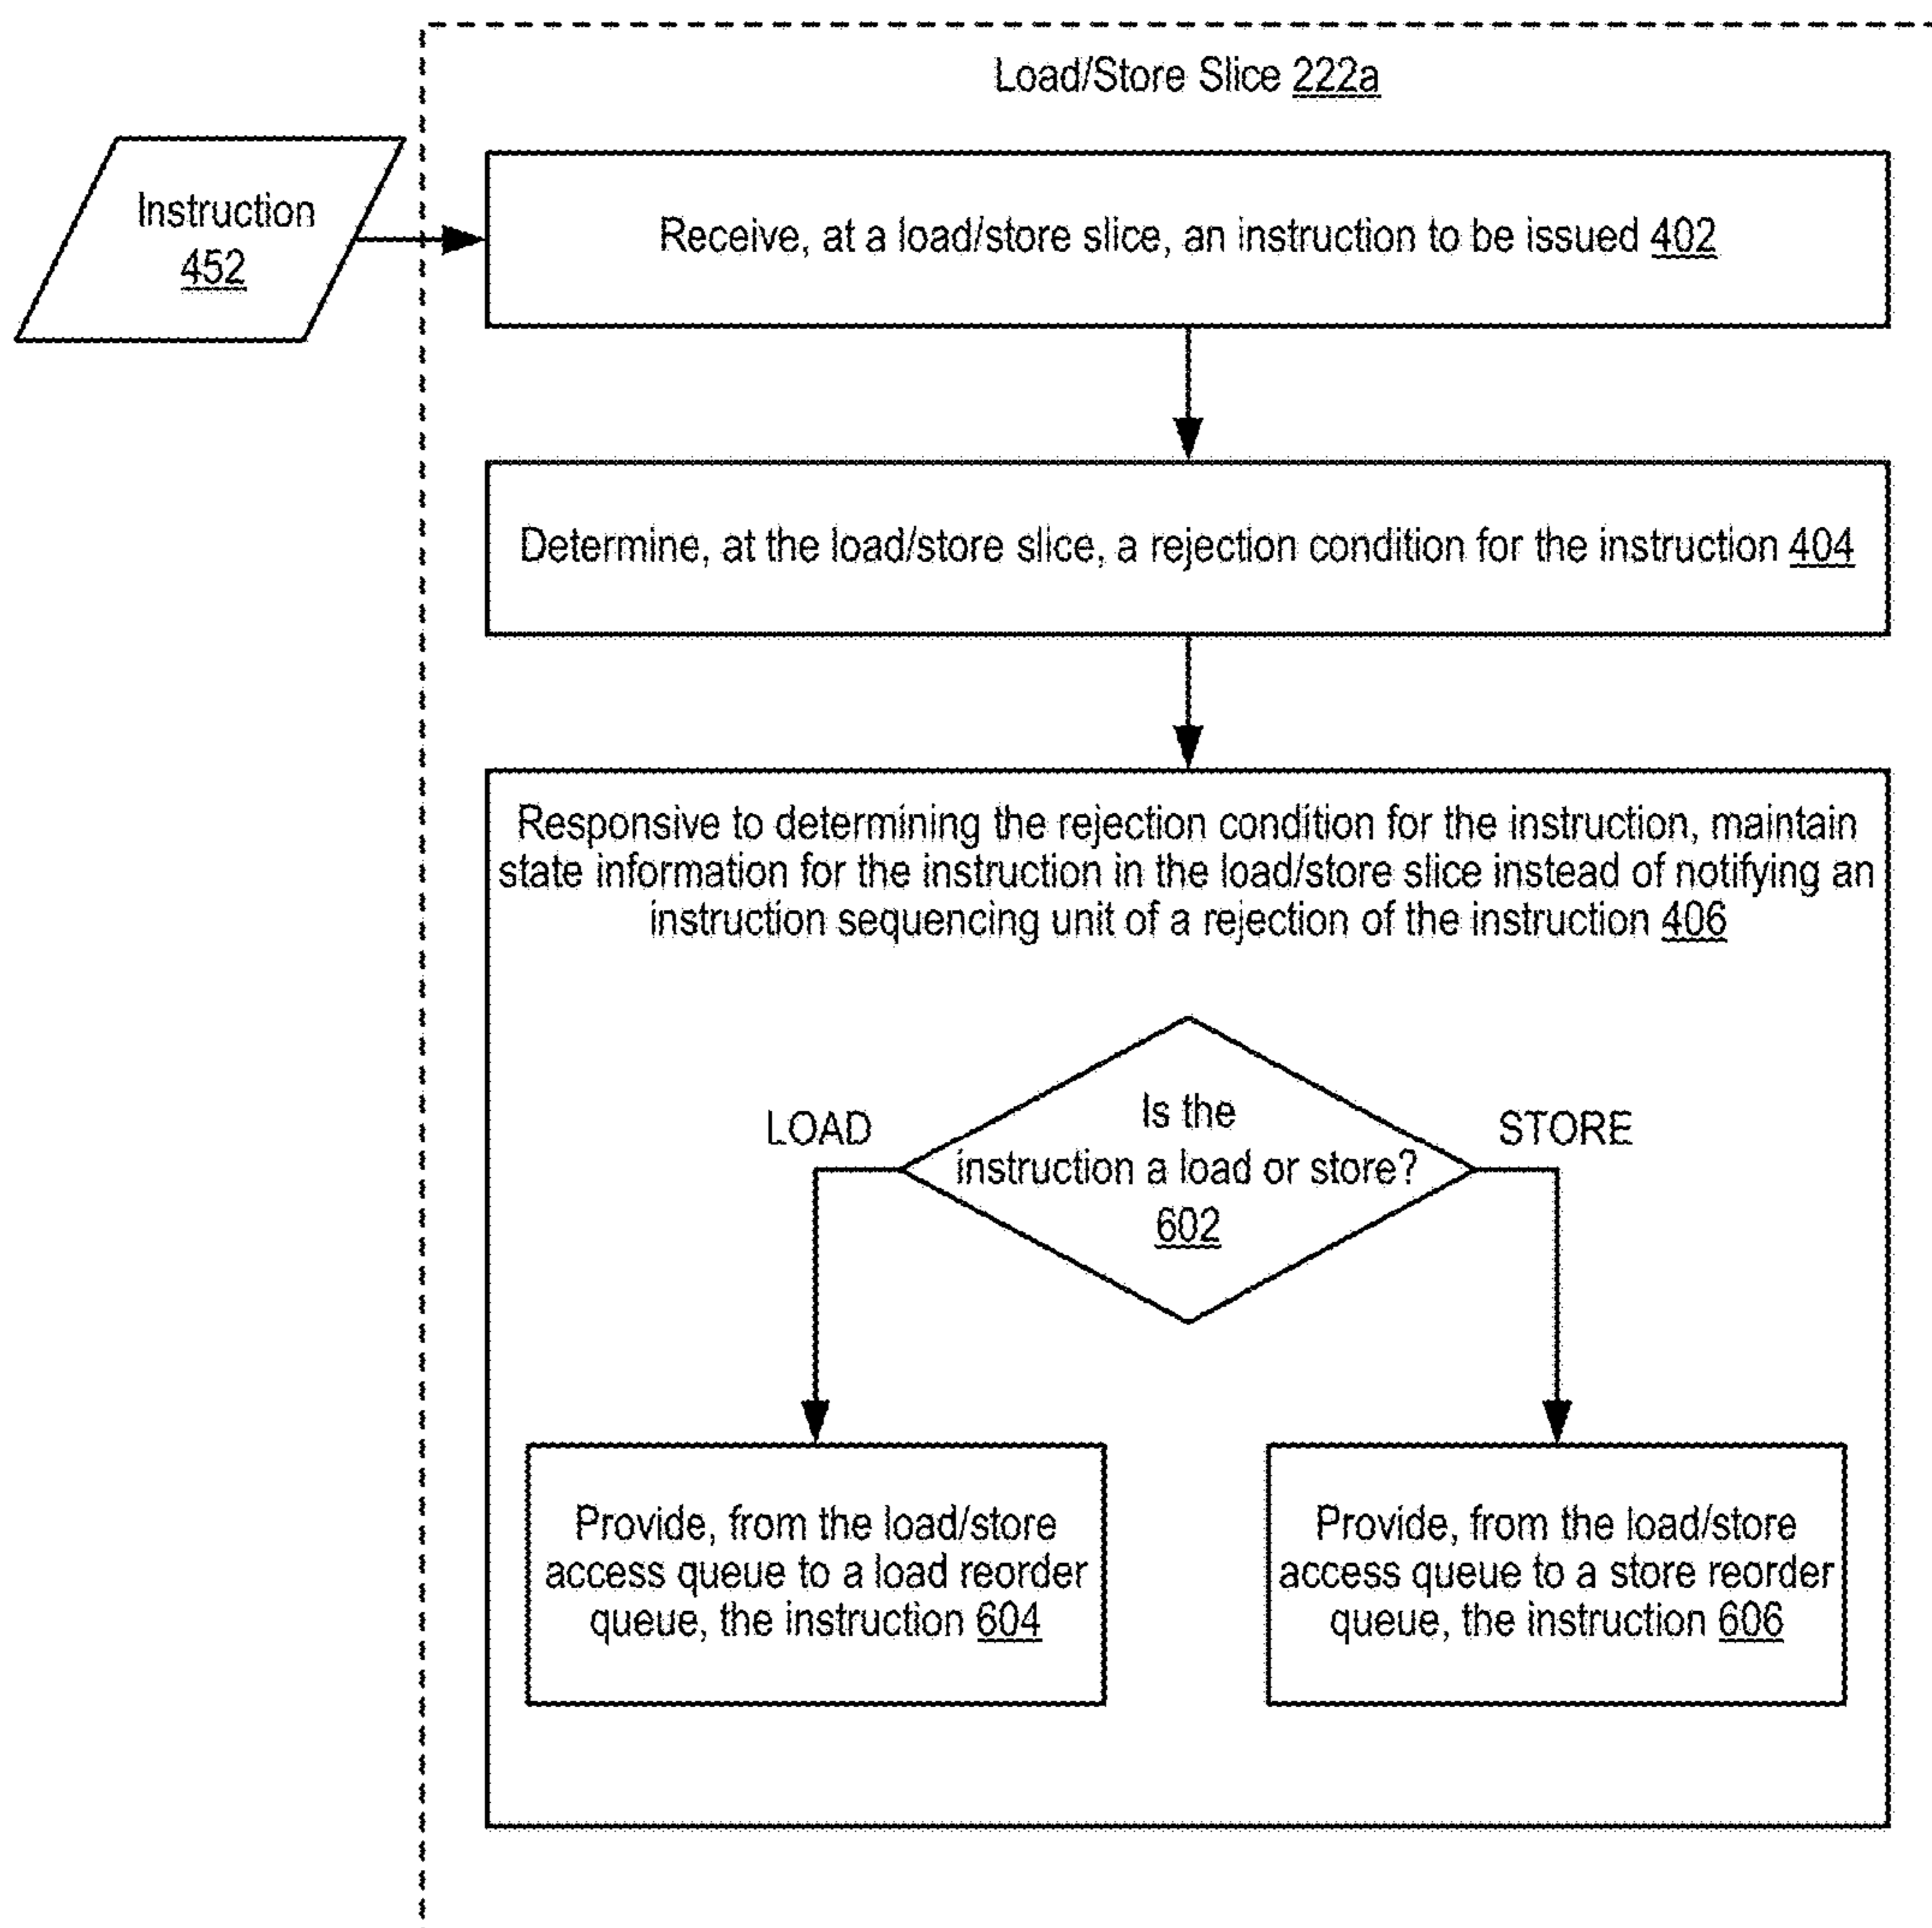 Load/Store Slice 222a
Instruction
452
Receive, at a load/store slice, an instruction to be issued 402
Determine, at the load/store slice, a rejection condition for the instruction 404
Responsive to determining the rejection condition for the instruction, maintain
state information for the instruction in the load/store slice instead of notifying an
instruction sequencing unit of a rejection of the instruction 406
Is the
instruction a load or store?
602
LOAD
STORE
Provide, from the load/store
access queue to a load reorder
queue, the instruction 604
Provide, from the load/store
access queue to a store reorder
queue, the instruction 606